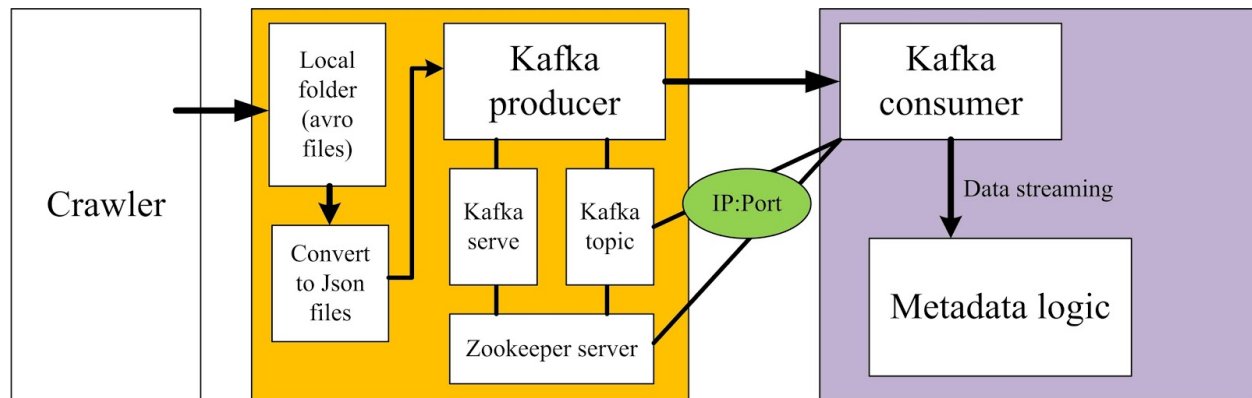 Crawler
Local
folder
(avro
files)
Convert
to Json
files
Kafka
producer
Kafka
serve
Kafka
topic
Zookeeper server
IP:Port
Kafka
consumer
Data streaming
Metadata logic